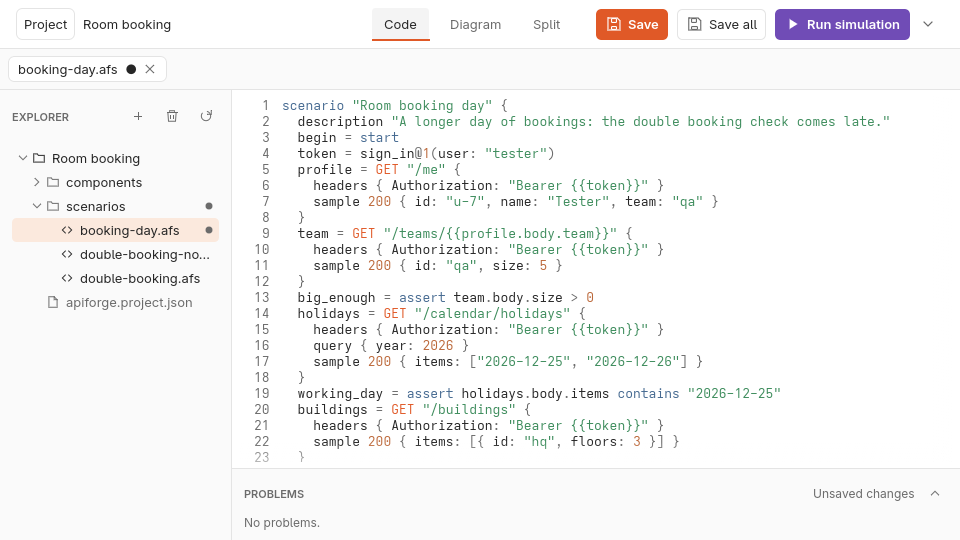 Project
Room booking
Code
Diagram
Split
Save
Save all
Run simulation
booking-day.afs
EXPLORER
Room booking
components
scenarios
booking-day.afs
double-booking-no...
double-booking.afs
apiforge.project.json
1 scenario "Room booking day" {
2 description "A longer day of bookings: the double booking check comes late."
3 begin = start
4 token = sign_in@1(user: "tester")
5 profile = GET "/me" {
6 headers { Authorization: "Bearer {{token}}" }
7 sample 200 { id: "u-7", name: "Tester", team: "qa" }
8 }
9 team = GET "/teams/{{profile.body.team}}" {
10 headers { Authorization: "Bearer {{token}}" }
11 sample 200 { id: "qa", size: 5 }
12 }
13 big_enough = assert team.body.size > 0
14 holidays = GET "/calendar/holidays" {
15 headers { Authorization: "Bearer {{token}}" }
16 query { year: 2026 }
17 sample 200 { items: ["2026-12-25", "2026-12-26"] }
18 }
19 working_day = assert holidays.body.items contains "2026-12-25"
20 buildings = GET "/buildings" {
21 headers { Authorization: "Bearer {{token}}" }
22 sample 200 { items: [{ id: "hq", floors: 3 }] }
23 }
PROBLEMS
Unsaved changes
No problems.